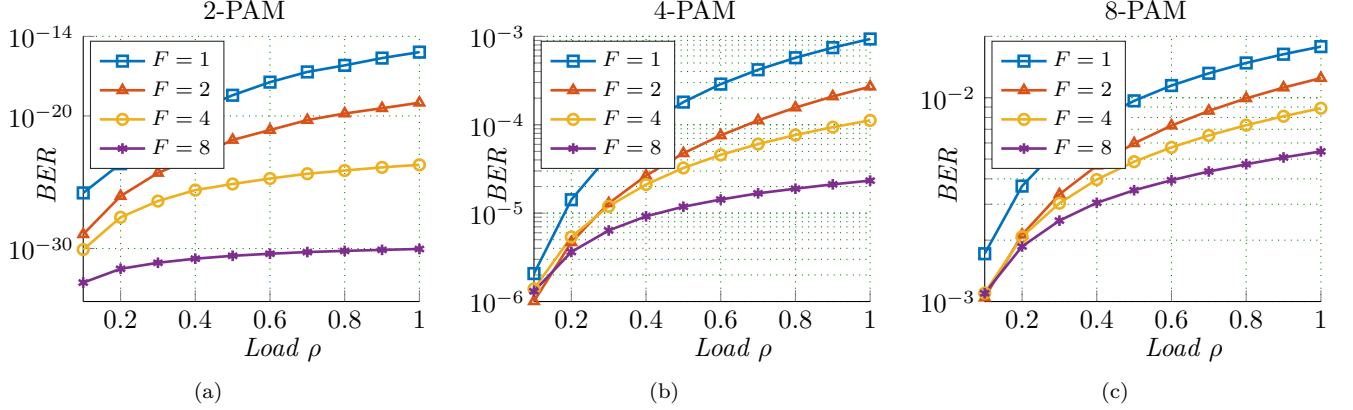 2-PAM
10^−14
10^−20
10^−30
BER
F = 1
F = 2
F = 4
F = 8
0.2 0.4 0.6 0.8 1
Load ρ
(a)
4-PAM
10^−3
10^−4
10^−5
10^−6
BER
F = 1
F = 2
F = 4
F = 8
0.2 0.4 0.6 0.8 1
Load ρ
(b)
8-PAM
10^−2
10^−3
BER
F = 1
F = 2
F = 4
F = 8
0.2 0.4 0.6 0.8 1
Load ρ
(c)